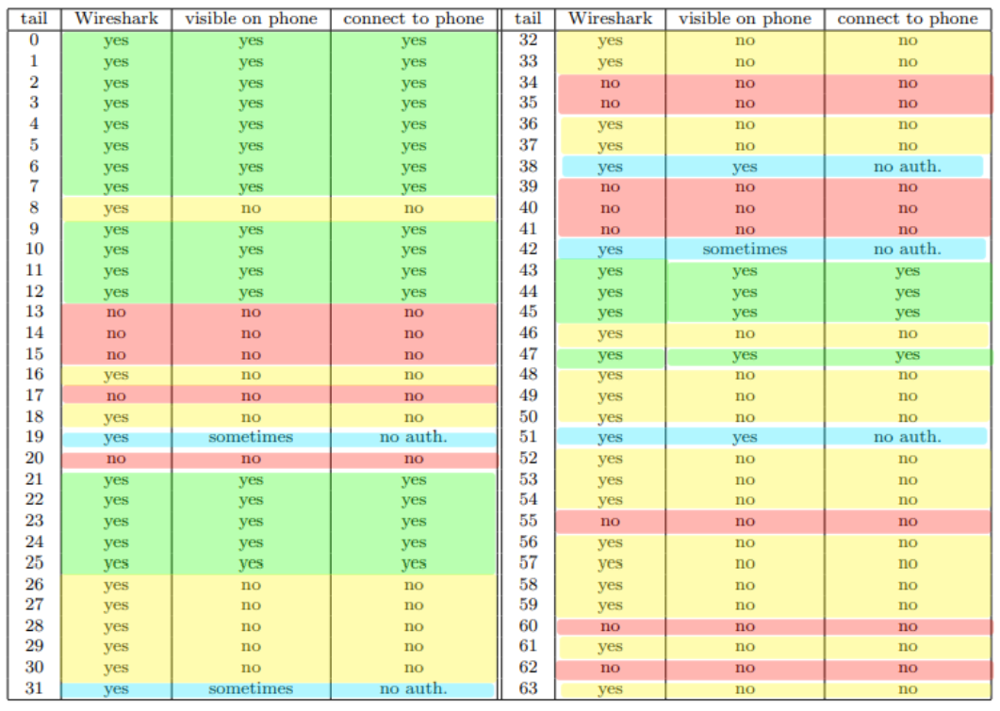 tail Wireshark visible on phone connect to phone tail Wireshark visible on phone connect to phone
0 yes yes yes 32 yes no no
1 yes yes yes 33 yes no no
2 yes yes yes 34 no no no
3 yes yes yes 35 no no no
4 yes yes yes 36 yes no no
5 yes yes yes 37 yes no no
6 yes yes yes 38 yes yes no auth.
7 yes yes yes 39 no no no
8 yes no no 40 no no no
9 yes yes yes 41 no no no
10 yes yes yes 42 yes sometimes no auth.
11 yes yes yes 43 yes yes yes
12 yes yes yes 44 yes yes yes
13 no no no 45 yes yes yes
14 no no no 46 yes no no
15 no no no 47 yes yes yes
16 yes no no 48 yes no no
17 no no no 49 yes no no
18 yes no no 50 yes no no
19 yes sometimes no auth. 51 yes yes no auth.
20 no no no 52 yes no no
21 yes yes yes 53 yes no no
22 yes yes yes 54 yes no no
23 yes yes yes 55 no no no
24 yes yes yes 56 yes no no
25 yes yes yes 57 yes no no
26 yes no no 58 yes no no
27 yes no no 59 yes no no
28 yes no no 60 no no no
29 yes no no 61 yes no no
30 yes no no 62 no no no
31 yes sometimes no auth. 63 yes no no